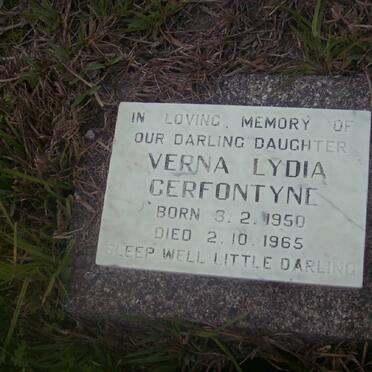 IN LOVING MEMORY OF
OUR DARLING DAUGHTER
VERNA LYDIA
GERFONTYNE
BORN 3. 2. 1950
DIED 2. 10. 1965
SLEEP WELL LITTLE DARLING